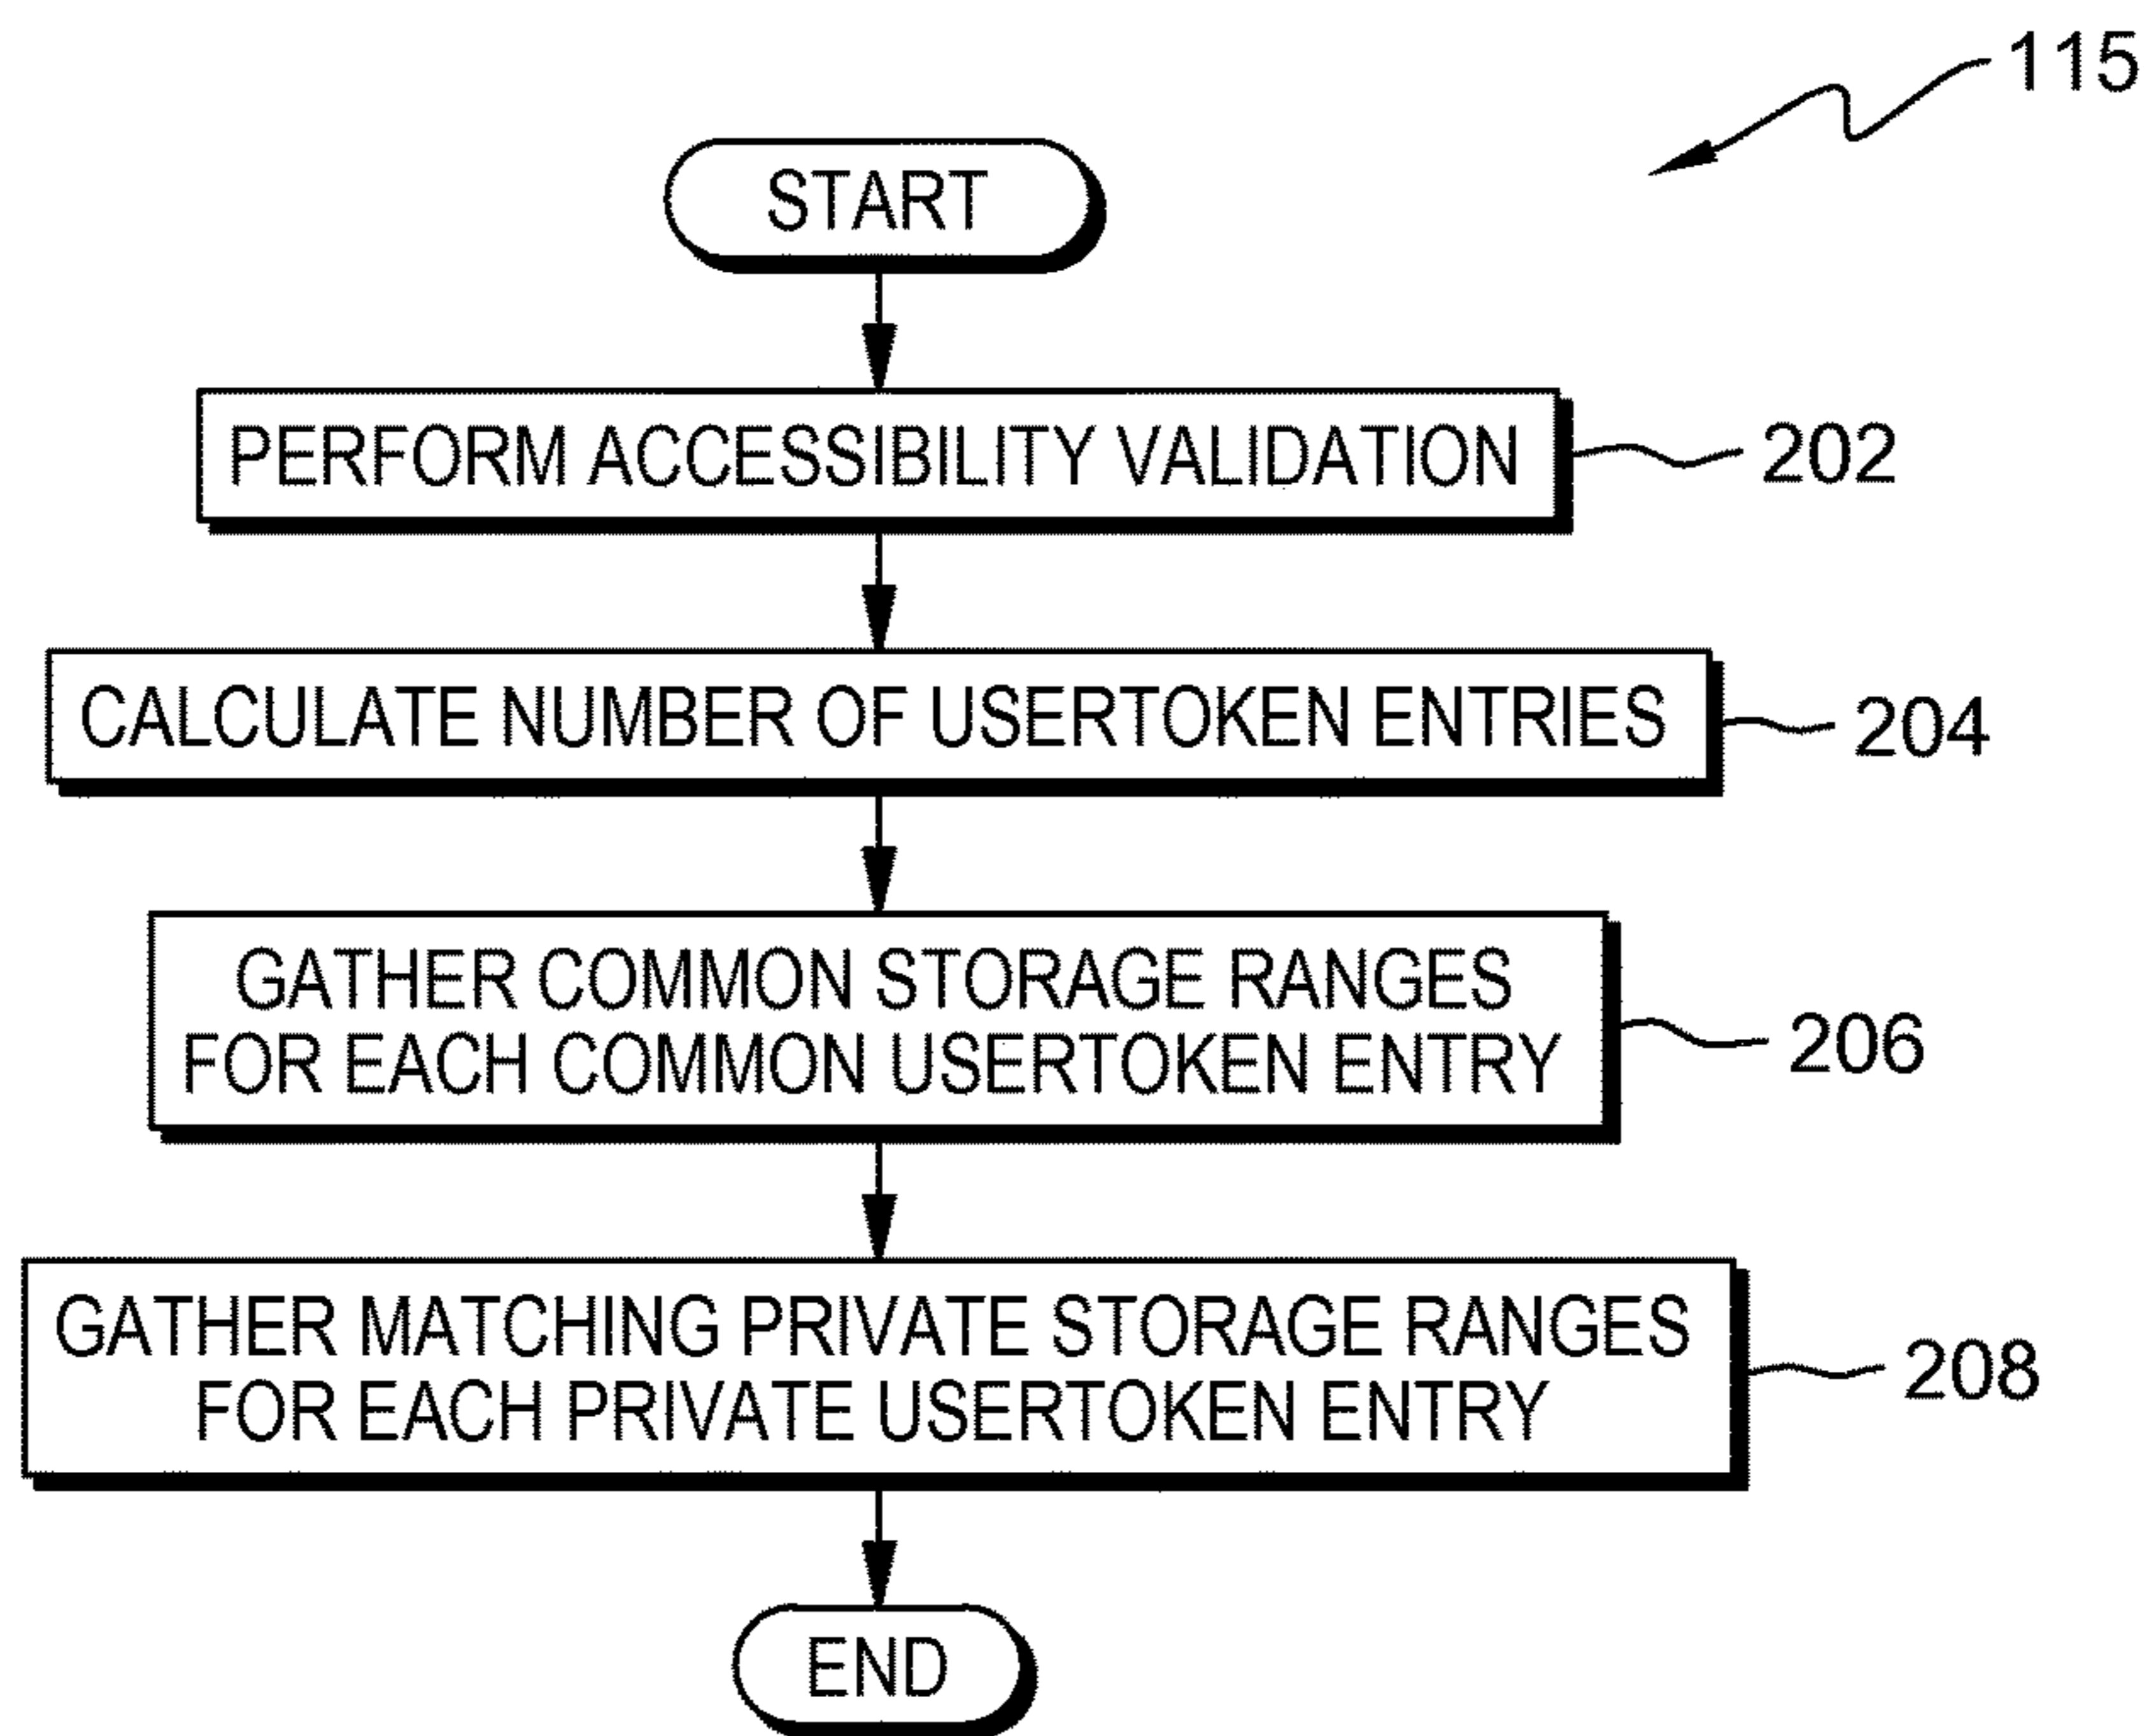 115
START
PERFORM ACCESSIBILITY VALIDATION
202
CALCULATE NUMBER OF USERTOKEN ENTRIES
204
GATHER COMMON STORAGE RANGES
FOR EACH COMMON USERTOKEN ENTRY
206
GATHER MATCHING PRIVATE STORAGE RANGES
FOR EACH PRIVATE USERTOKEN ENTRY
208
END